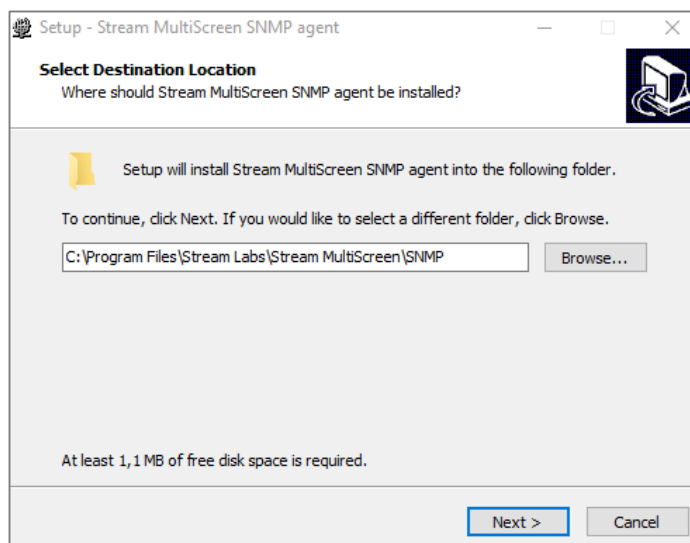 Setup - Stream MultiScreen SNMP agent
Select Destination Location
Where should Stream MultiScreen SNMP agent be installed?
Setup will install Stream MultiScreen SNMP agent into the following folder.
To continue, click Next. If you would like to select a different folder, click Browse.
C:\Program Files\Stream Labs\Stream MultiScreen\SNMP
Browse...
At least 1,1 MB of free disk space is required.
Next >
Cancel